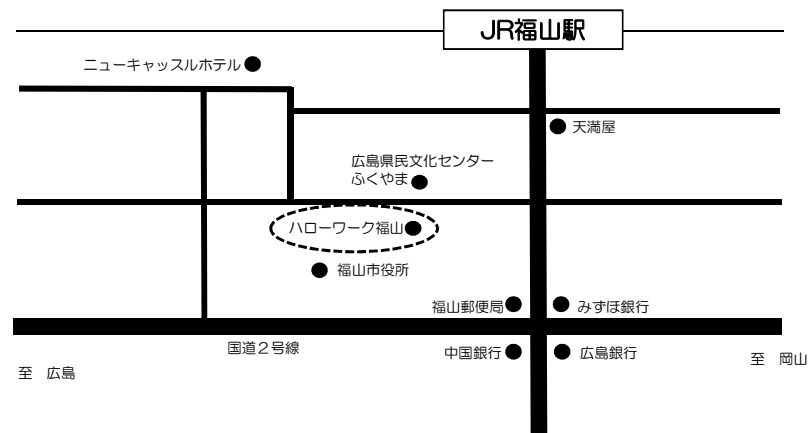 JR福山駅
ニューキャッスルホテル
天満屋
広島県民文化センター
ふくやま
ハローワーク福山
福山市役所
福山郵便局
みずほ銀行
国道2号線
中国銀行
広島銀行
至 広島
至 岡山